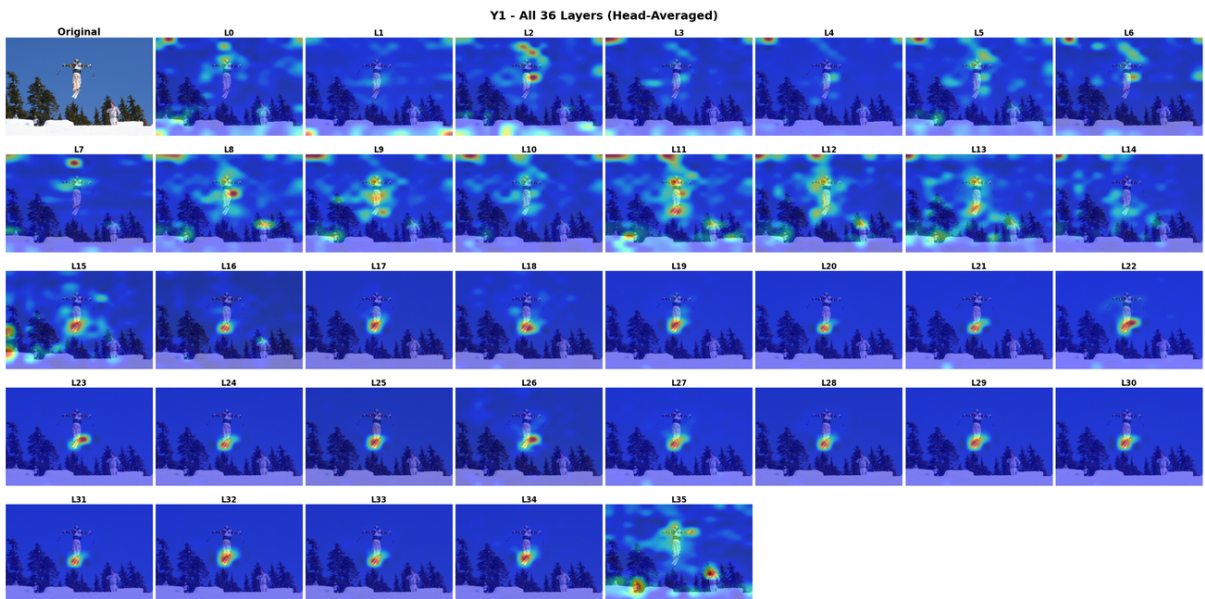 Y1 - All 36 Layers (Head-Averaged)
Original L0 L1 L2 L3 L4 L5 L6
L7 L8 L9 L10 L11 L12 L13 L14
L15 L16 L17 L18 L19 L20 L21 L22
L23 L24 L25 L26 L27 L28 L29 L30
L31 L32 L33 L34 L35